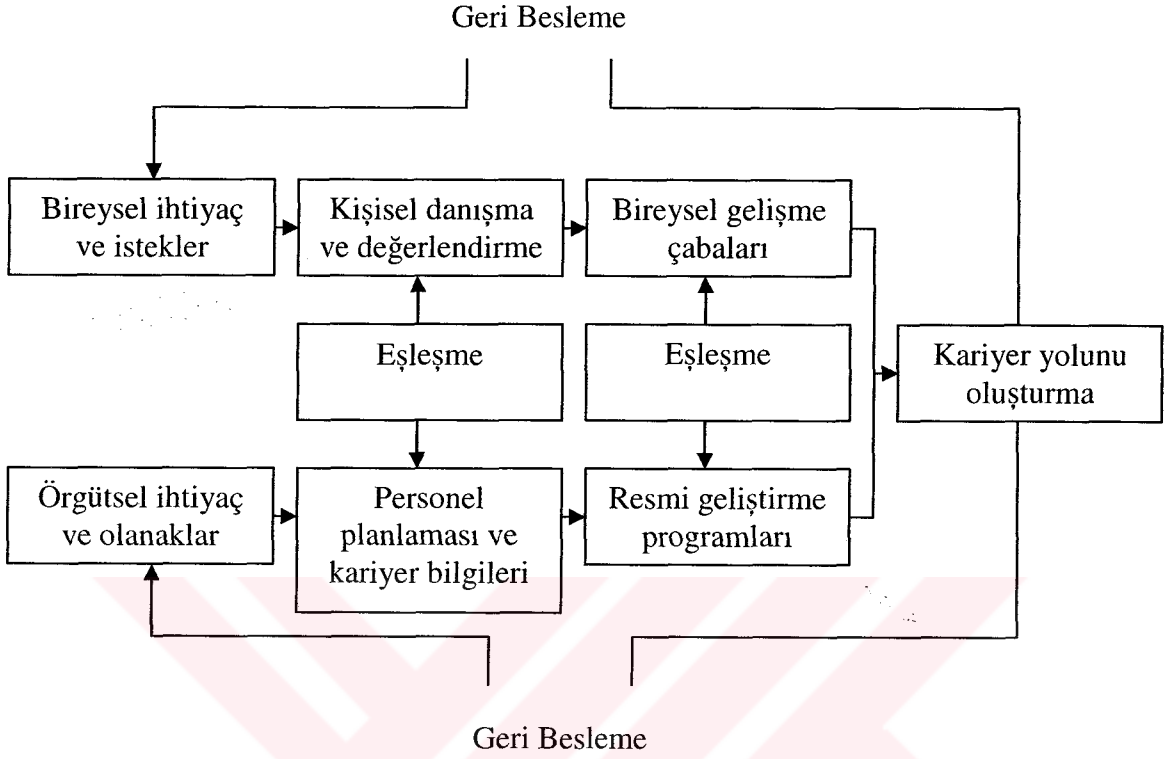 Geri Besleme
Bireysel ihtiyaç
ve istekler
Kişisel danışma
ve değerlendirme
Bireysel gelişme
çabaları
Eşleşme
Eşleşme
Kariyer yolunu
oluşturma
Örgütsel ihtiyaç
ve olanaklar
Personel
planlaması ve
kariyer bilgileri
Resmi geliştirme
programları
Geri Besleme